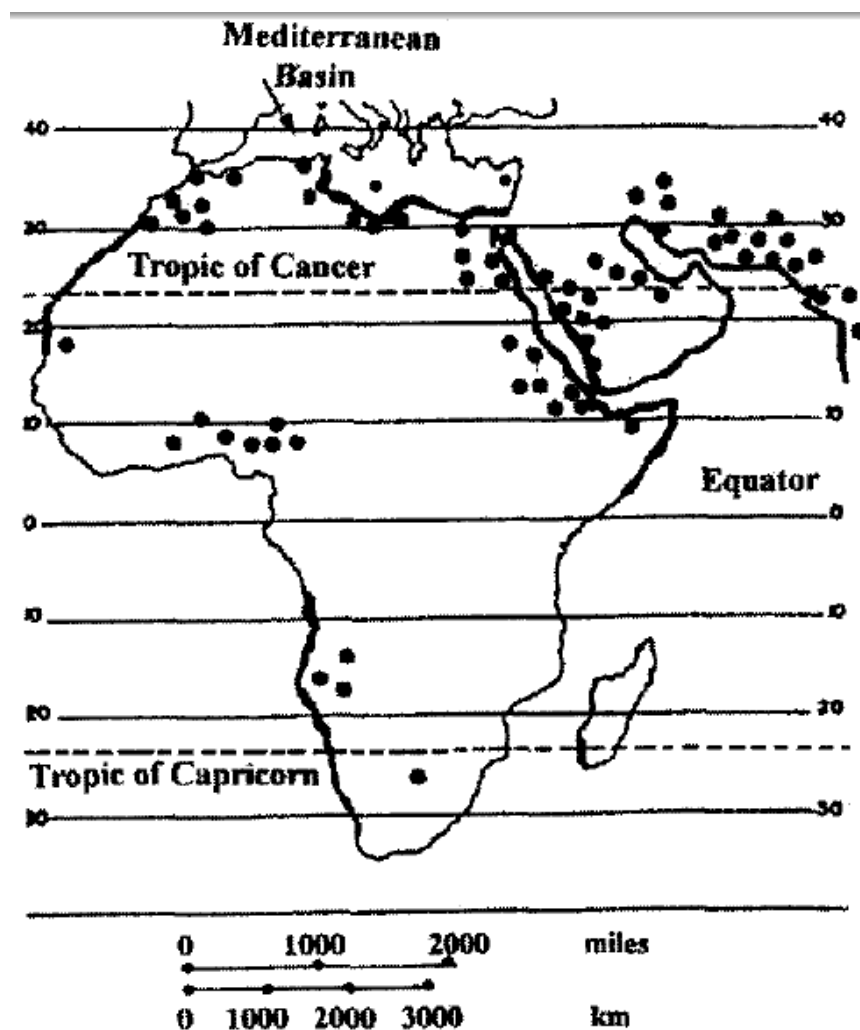 Mediterranean
Basin
40 40
30 30
Tropic of Cancer
20 20
10 10
Equator
0 0
10 10
20 20
Tropic of Capricorn
30 30
0 1000 2000 miles
0 1000 2000 3000 km